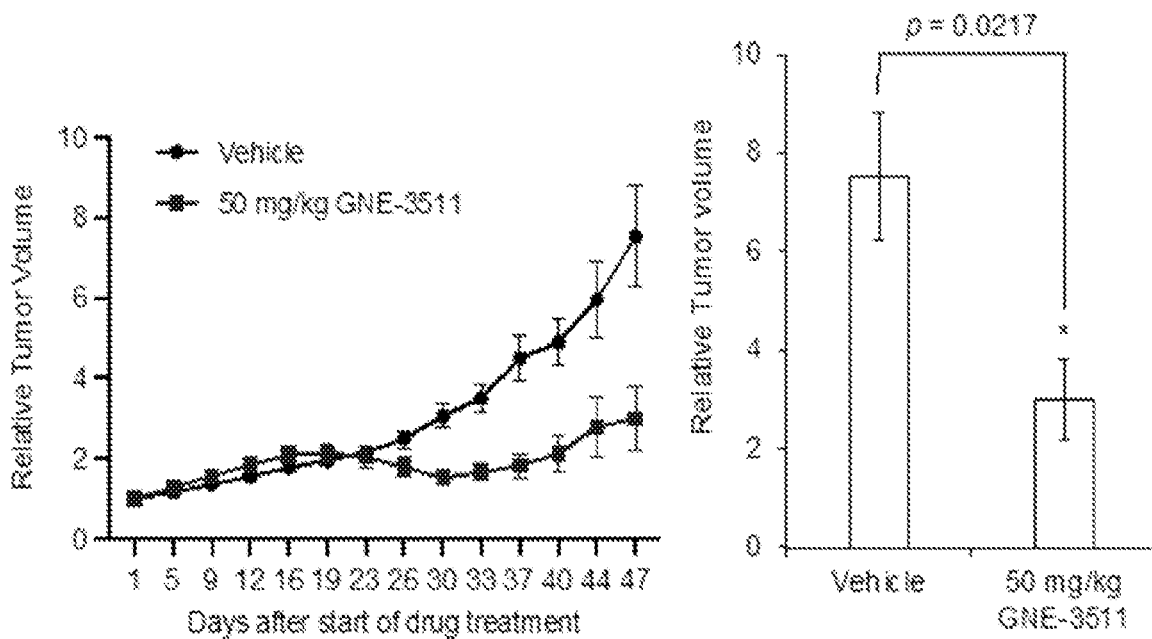 10
8
6
4
2
0
Relative Tumor Volume
Vehicle
50 mg/kg GNE-3511
1 5 9 12 16 19 23 26 30 33 37 40 44 47
Days after start of drug treatment
p = 0.0217
10
8
6
4
2
0
Relative Tumor volume
*
Vehicle
50 mg/kg
GNE-3511